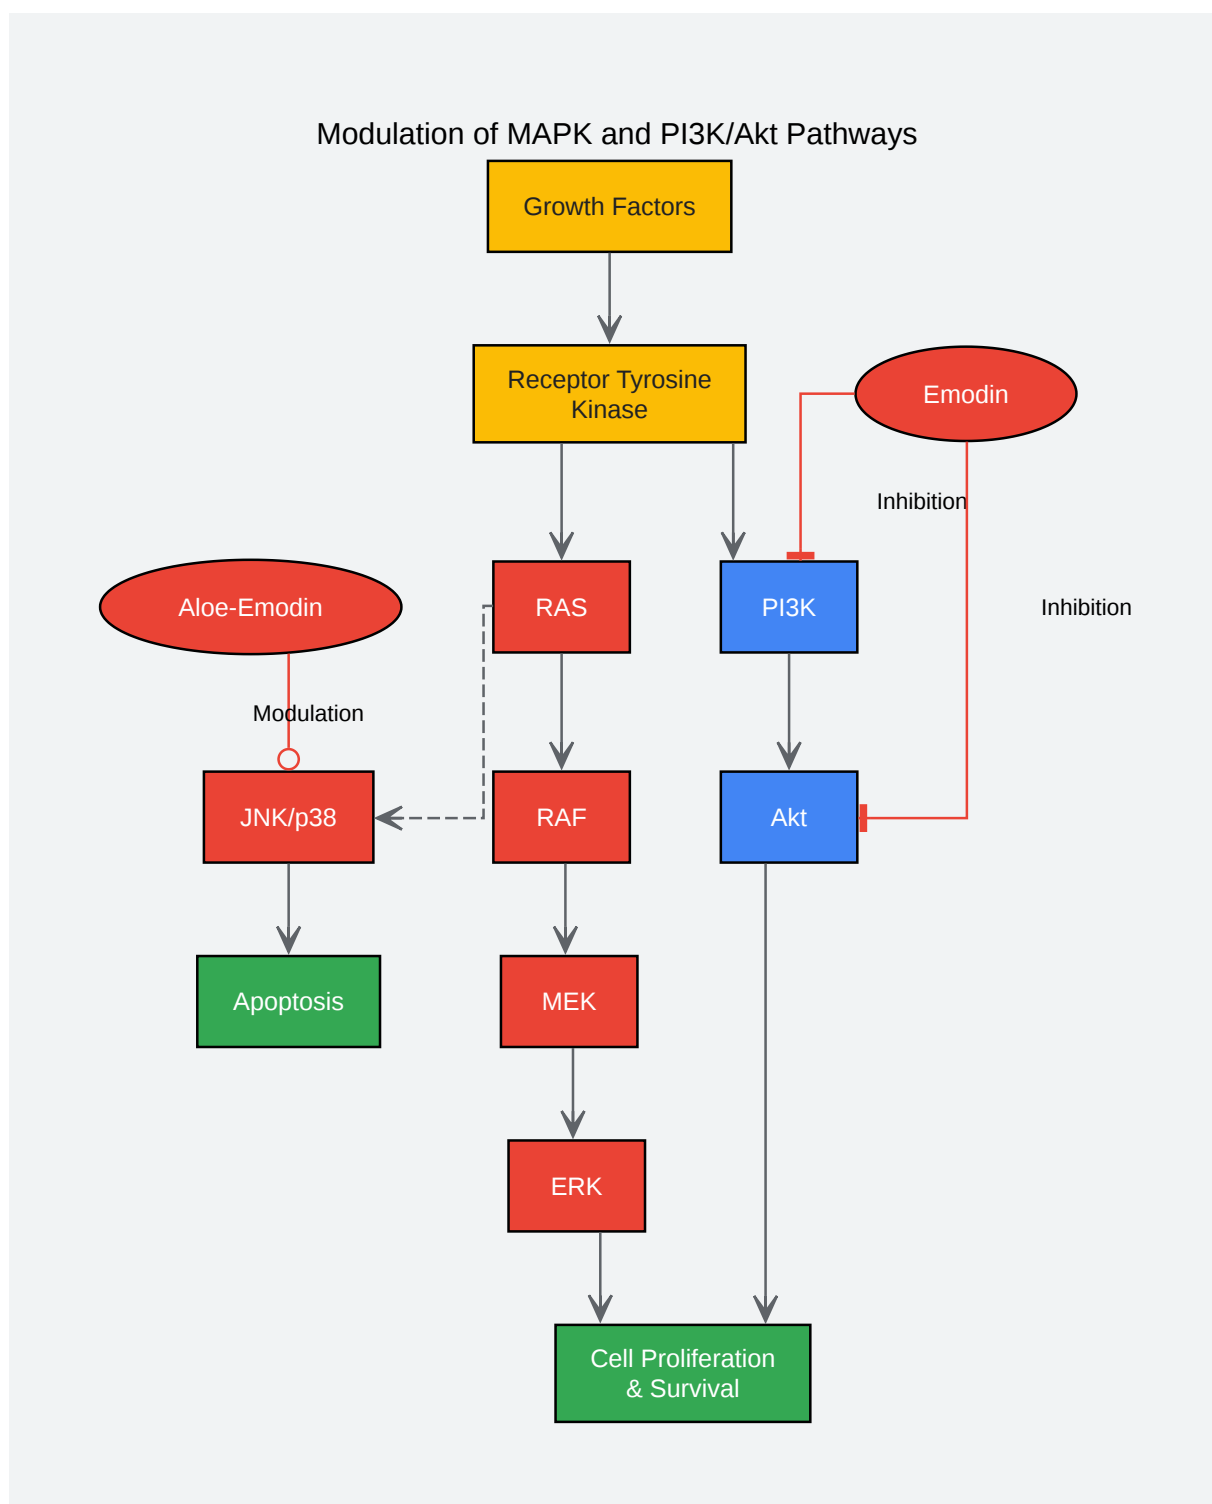 Modulation of MAPK and PI3K/Akt Pathways
Growth Factors
Receptor Tyrosine
Kinase
Emodin
Inhibition
Aloe-Emodin
RAS
PI3K
Inhibition
Modulation
JNK/p38
RAF
Akt
Apoptosis
MEK
ERK
Cell Proliferation
& Survival